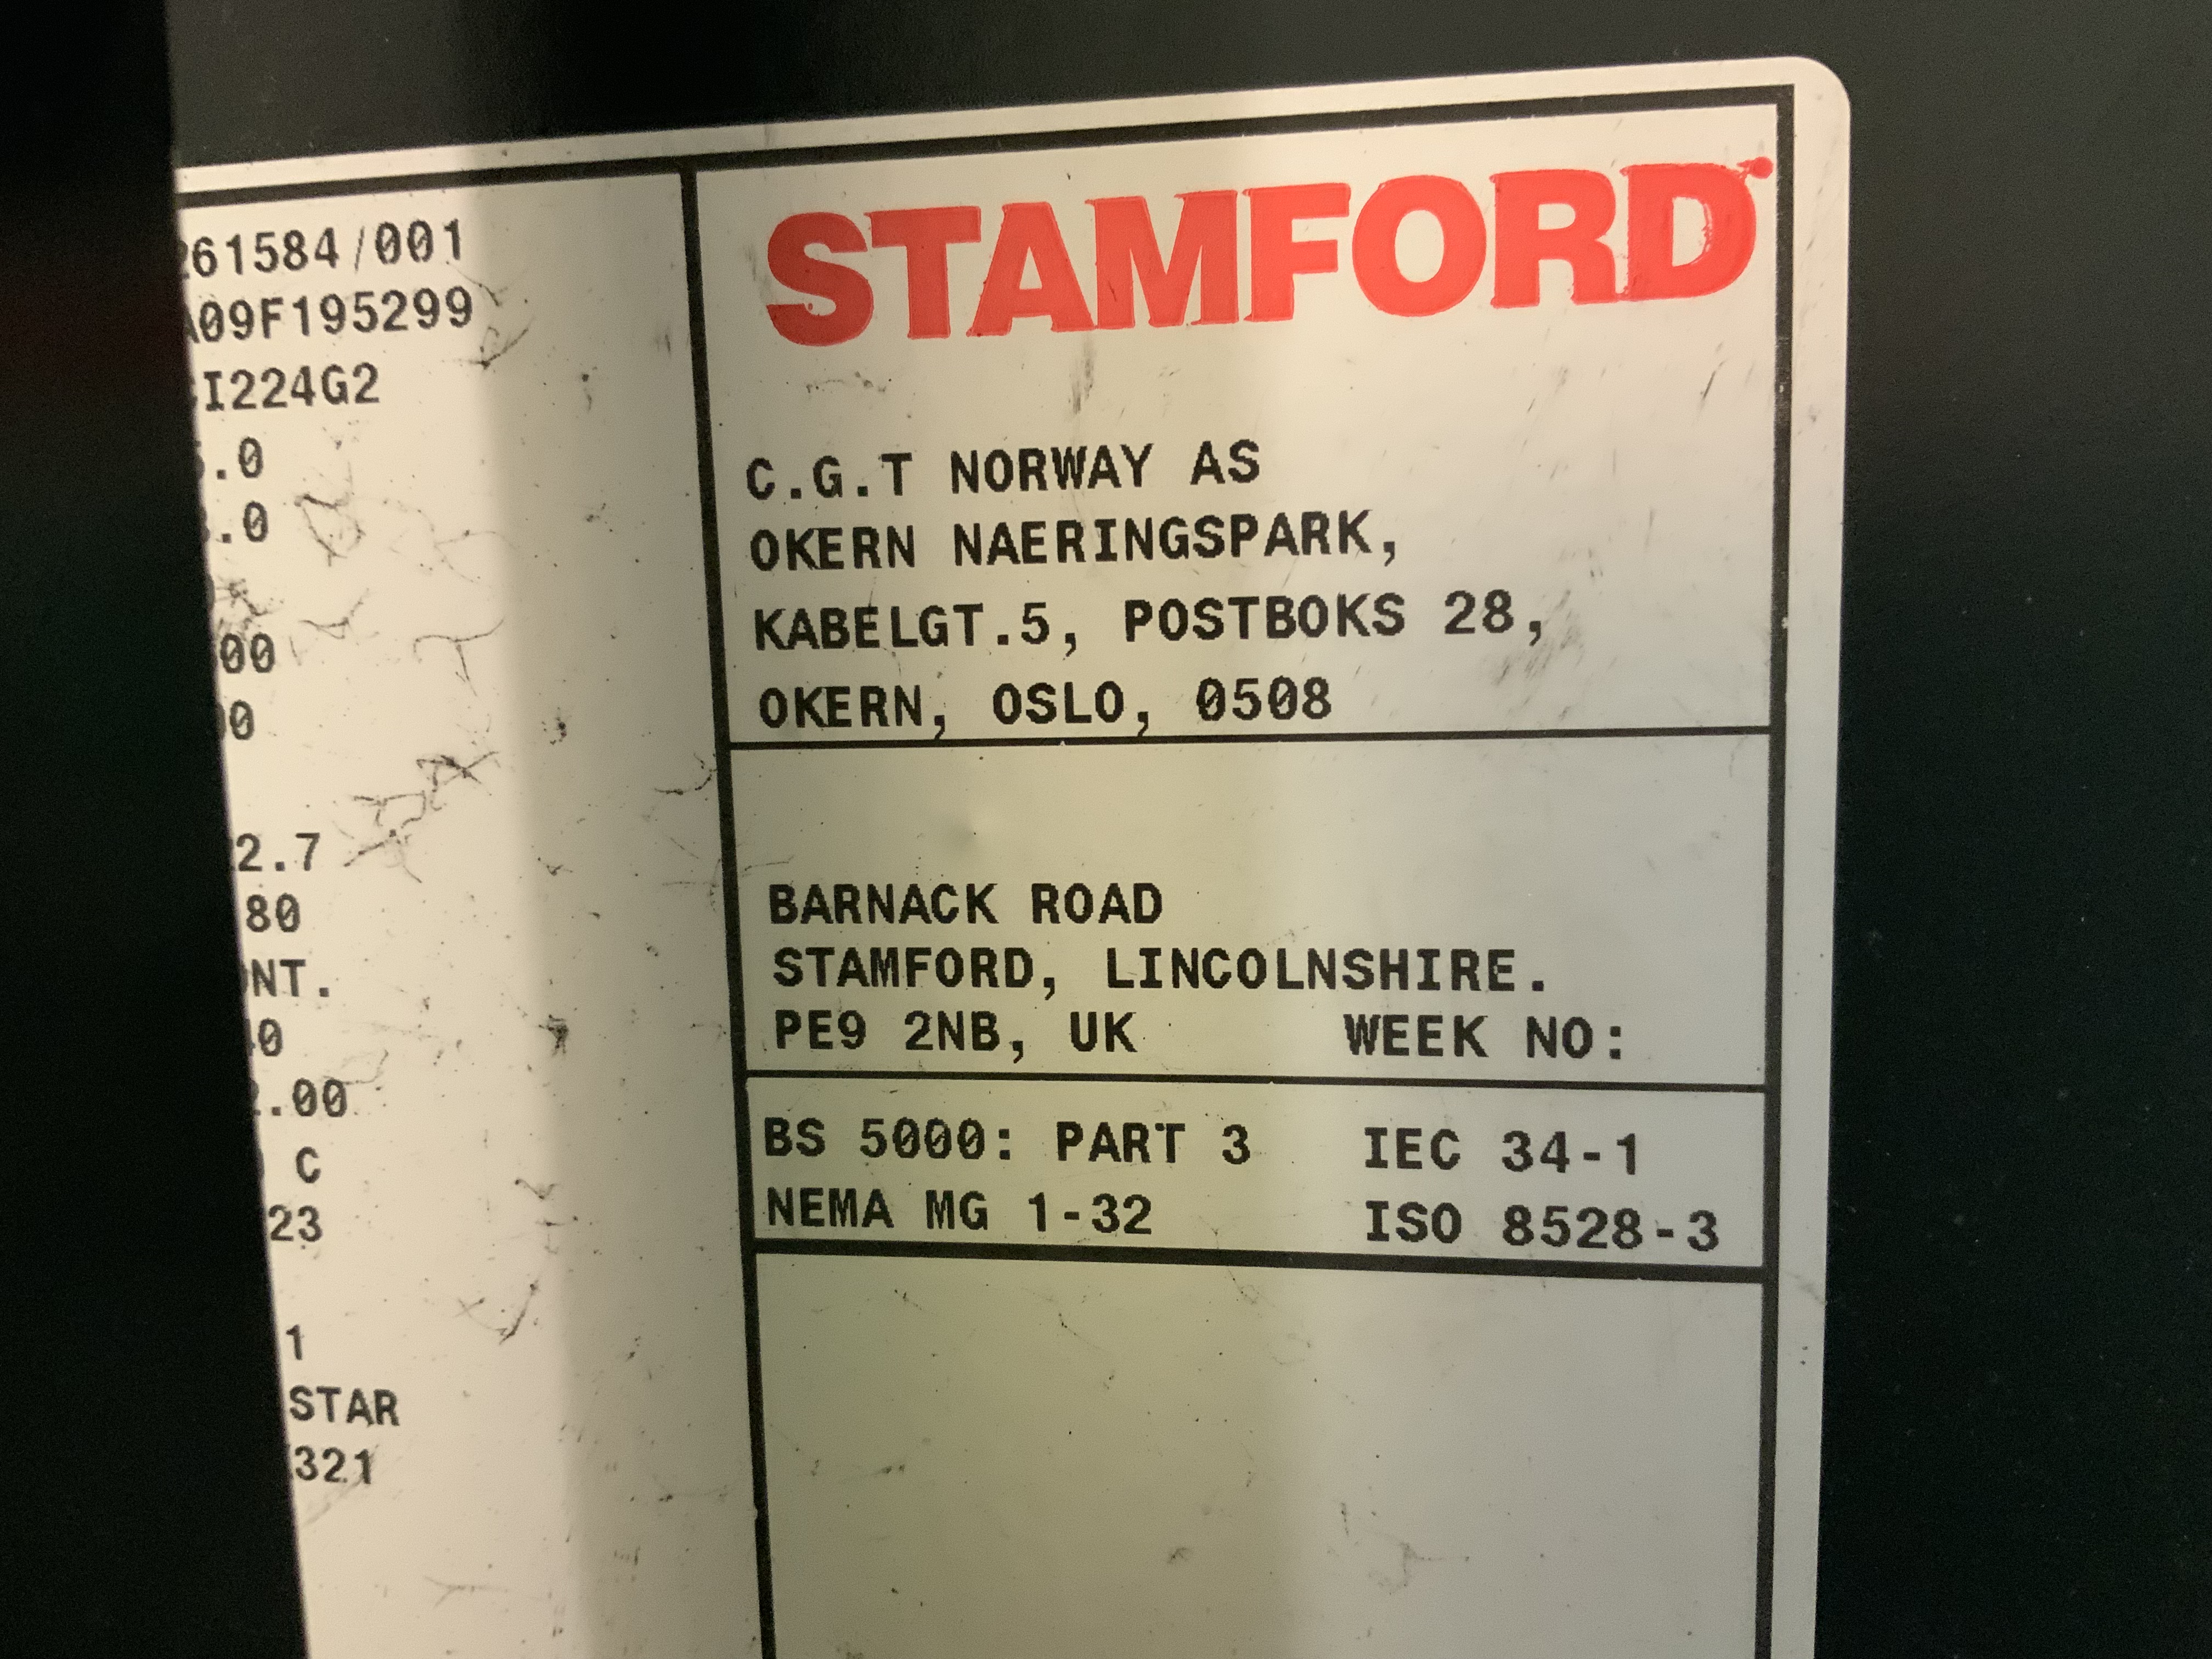 61584/001
09F195299
I224G2
.0
.0
00
0
2.7
80
NT.
0
.00
C
23
1
STAR
321
STAMFORD
C.G.T NORWAY AS
OKERN NAERINGSPARK,
KABELGT.5, POSTBOKS 28,
OKERN, OSLO, 0508
BARNACK ROAD
STAMFORD, LINCOLNSHIRE.
PE9 2NB, UK WEEK NO:
BS 5000: PART 3 IEC 34-1
NEMA MG 1-32 ISO 8528-3